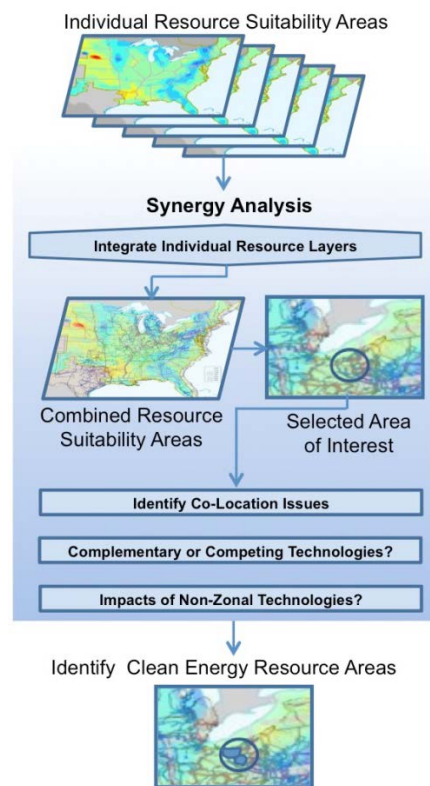 Individual Resource Suitability Areas
Synergy Analysis
Integrate Individual Resource Layers
Combined Resource
Suitability Areas
Selected Area
of Interest
Identify Co-Location Issues
Complementary or Competing Technologies?
Impacts of Non-Zonal Technologies?
Identify Clean Energy Resource Areas